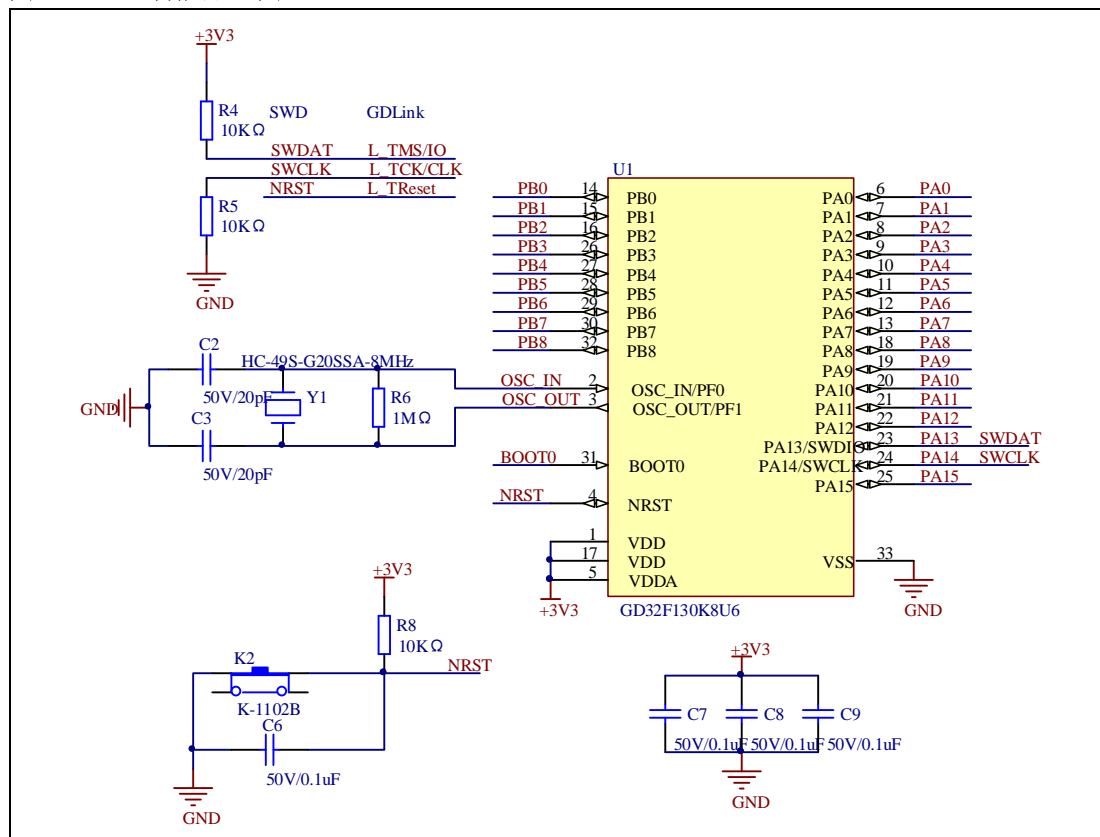 +3V3
R4
10KΩ
SWD GDLink
SWDAT L_TMS/IO
SWCLK L_TCK/CLK
NRST L_TReset
R5
10KΩ
GND
U1
PB0 14 PB0 PA0 6 PA0
PB1 15 PB1 PA1 7 PA1
PB2 16 PB2 PA2 8 PA2
PB3 26 PB3 PA3 9 PA3
PB4 27 PB4 PA4 10 PA4
PB5 28 PB5 PA5 11 PA5
PB6 29 PB6 PA6 12 PA6
PB7 30 PB7 PA7 13 PA7
PB8 32 PB8 PA8 18 PA8
PA9 19 PA9
OSC_IN 2 OSC_IN/PF0 PA10 20 PA10
OSC_OUT 3 OSC_OUT/PF1 PA11 21 PA11
PA12 22 PA12
PA13/SWDIO 23 PA13 SWDAT
BOOT0 31 BOOT0 PA14/SWCLK 24 PA14 SWCLK
PA15 25 PA15
NRST 4 NRST
1 VDD
17 VDD VSS 33
5 VDDA
+3V3
GND
GD32F130K8U6
C2
HC-49S-G20SSA-8MHz
50V/20pF
Y1
R6
1MΩ
GND
C3
50V/20pF
+3V3
R8
10KΩ
K2
NRST
K-1102B
C6
50V/0.1uF
GND
+3V3
C7 C8 C9
50V/0.1uF 50V/0.1uF 50V/0.1uF
GND